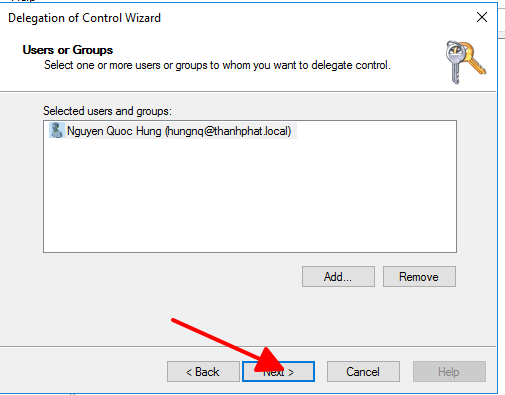 Delegation of Control Wizard
Users or Groups
Select one or more users or groups to whom you want to delegate control.
Selected users and groups:
Nguyen Quoc Hung (hungnq@thanhphat.local)
Add...
Remove
< Back
Next >
Cancel
Help